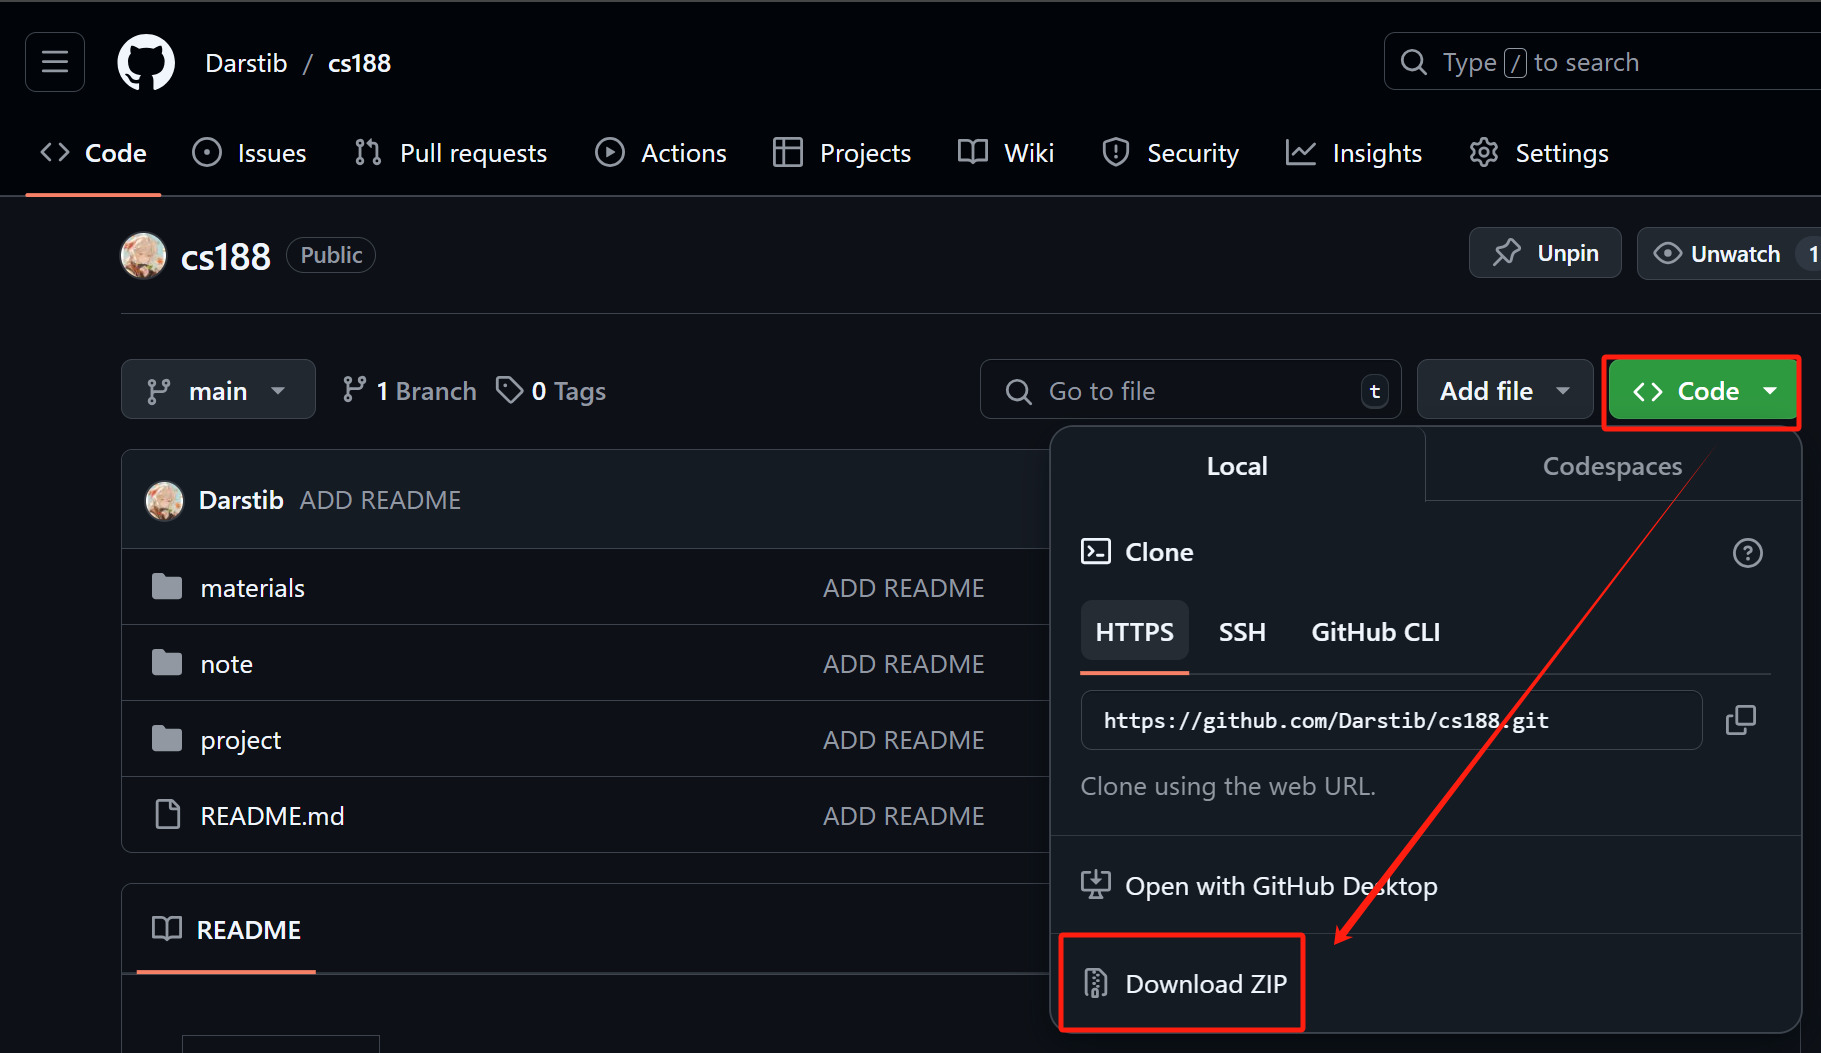 Darstib / cs188
Type / to search
Code Issues Pull requests Actions Projects Wiki Security Insights Settings
cs188 Public
Unpin Unwatch 1
main 1 Branch 0 Tags
Go to file t Add file Code
Local Codespaces
Darstib ADD README
Clone
materials ADD README
HTTPS SSH GitHub CLI
note ADD README
https://github.com/Darstib/cs188.git
project ADD README
Clone using the web URL.
README.md ADD README
Open with GitHub Desktop
README
Download ZIP